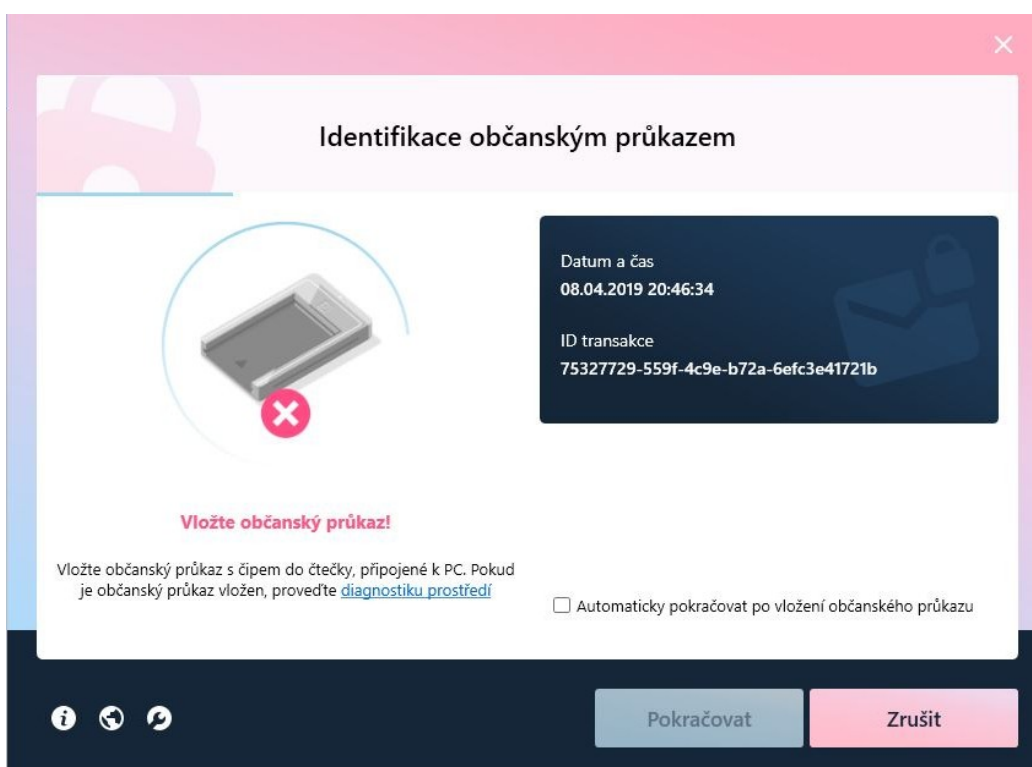 Identifikace občanským průkazem
Datum a čas
08.04.2019 20:46:34
ID transakce
75327729-559f-4c9e-b72a-6efc3e41721b
Vložte občanský průkaz!
Vložte občanský průkaz s čipem do čtečky, připojené k PC. Pokud
je občanský průkaz vložen, proveďte diagnostiku prostředí
Automaticky pokračovat po vložení občanského průkazu
Pokračovat
Zrušit